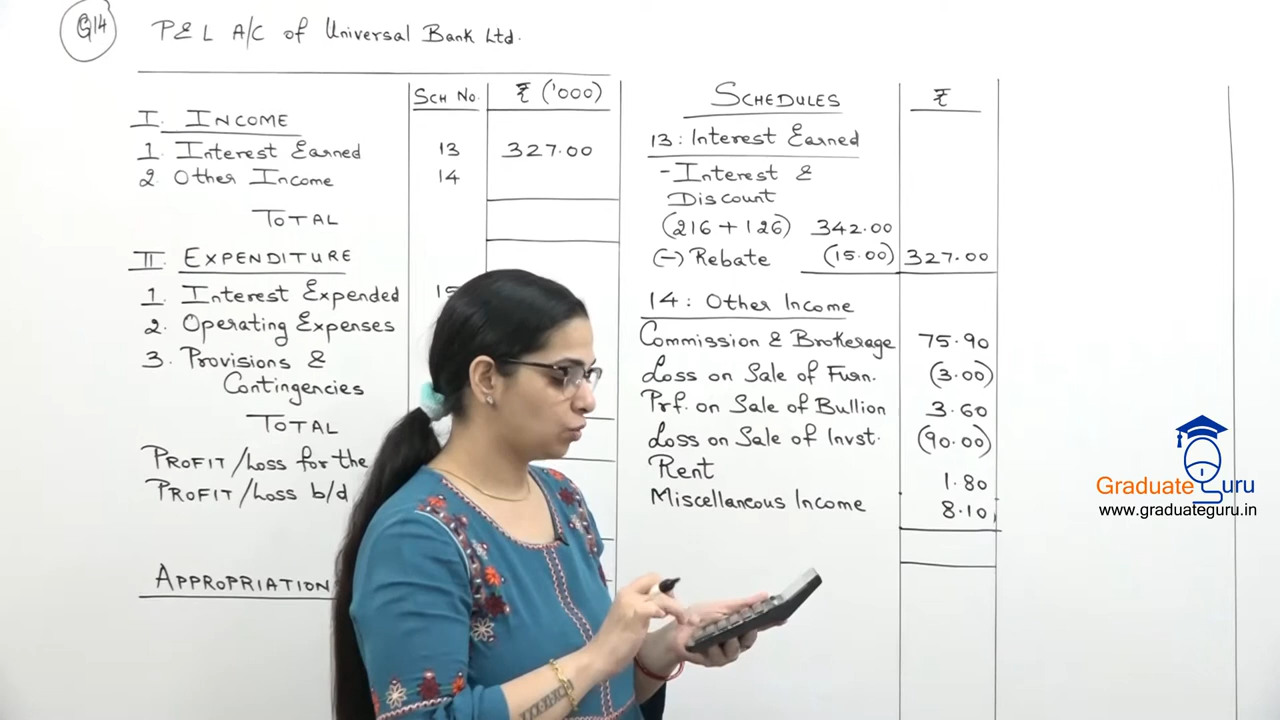 G14
P & L A/C of Universal Bank Ltd.
SCH NO. ₹ ('000)
I. INCOME
1. Interest Earned 13 327.00
2. Other Income 14
TOTAL
II. EXPENDITURE
1. Interest Expended 15
2. Operating Expenses
3. Provisions &
Contingencies
TOTAL
PROFIT/Loss for the
PROFIT/Loss b/d
APPROPRIATION
SCHEDULES ₹
13: Interest Earned
- Interest &
Discount
(216 + 126) 342.00
(-) Rebate (15.00) 327.00
14: Other Income
Commission & Brokerage 75.90
Loss on Sale of Furn. (3.00)
Prf. on Sale of Bullion 3.60
Loss on Sale of Invst. (90.00)
Rent 1.80
Miscellanous Income 8.10
Graduate Guru
www.graduateguru.in